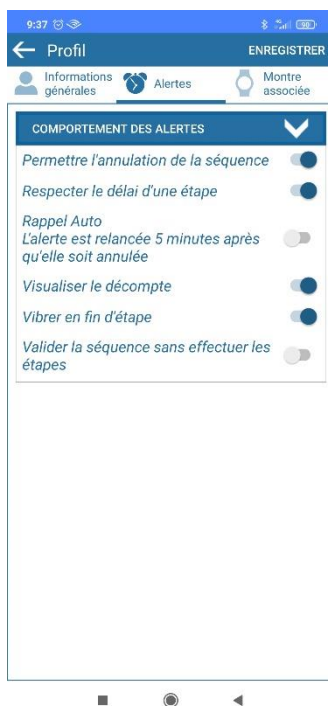 9:37
90
Profil
ENREGISTRER
Informations
générales
Alertes
Montre
associée
COMPORTEMENT DES ALERTES
Permettre l'annulation de la séquence
Respecter le délai d'une étape
Rappel Auto
L'alerte est relancée 5 minutes après
qu'elle soit annulée
Visualiser le décompte
Vibrer en fin d'étape
Valider la séquence sans effectuer les
étapes